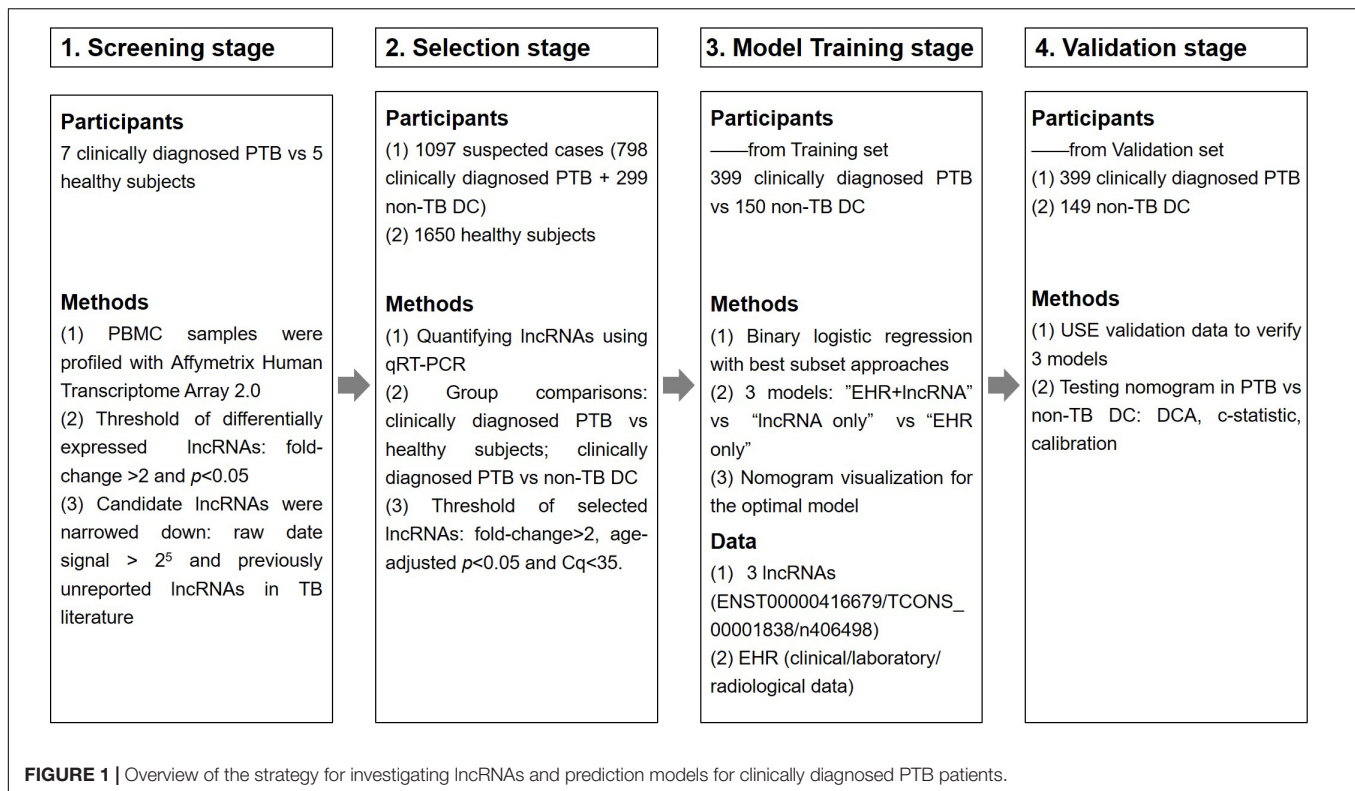 1. Screening stage
Participants
7 clinically diagnosed PTB vs 5
healthy subjects
Methods
(1) PBMC samples were
profiled with Affymetrix Human
Transcriptome Array 2.0
(2) Threshold of differentially
expressed lncRNAs: fold-
change >2 and p<0.05
(3) Candidate lncRNAs were
narrowed down: raw date
signal > 2⁵ and previously
unreported lncRNAs in TB
literature
2. Selection stage
Participants
(1) 1097 suspected cases (798
clinically diagnosed PTB + 299
non-TB DC)
(2) 1650 healthy subjects
Methods
(1) Quantifying lncRNAs using
qRT-PCR
(2) Group comparisons:
clinically diagnosed PTB vs
healthy subjects; clinically
diagnosed PTB vs non-TB DC
(3) Threshold of selected
lncRNAs: fold-change>2, age-
adjusted p<0.05 and Cq<35.
3. Model Training stage
Participants
——from Training set
399 clinically diagnosed PTB
vs 150 non-TB DC
Methods
(1) Binary logistic regression
with best subset approaches
(2) 3 models: ”EHR+lncRNA”
vs “lncRNA only” vs “EHR
only”
(3) Nomogram visualization for
the optimal model
Data
(1) 3 lncRNAs
(ENST00000416679/TCONS_
00001838/n406498)
(2) EHR (clinical/laboratory/
radiological data)
4. Validation stage
Participants
——from Validation set
(1) 399 clinically diagnosed PTB
(2) 149 non-TB DC
Methods
(1) USE validation data to verify
3 models
(2) Testing nomogram in PTB vs
non-TB DC: DCA, c-statistic,
calibration
FIGURE 1 | Overview of the strategy for investigating lncRNAs and prediction models for clinically diagnosed PTB patients.